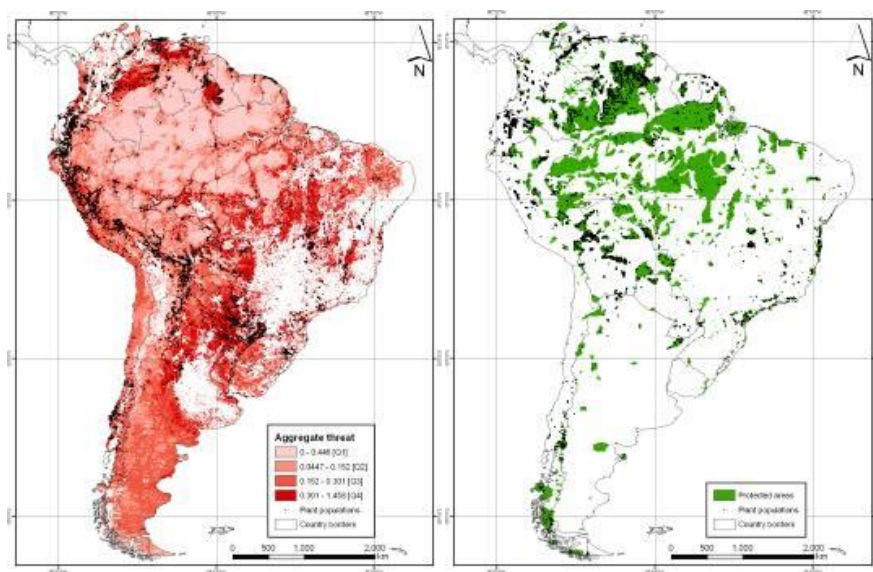 N
Aggregate threat
0 - 0.446 [Q1]
0.0447 - 0.152 [Q2]
0.152 - 0.301 [Q3]
0.301 - 1.458 [Q4]
Plant populations
Country borders
0 500 1,000 2,000
km
N
Protected areas
Plant populations
Country borders
0 500 1,000 2,000
km